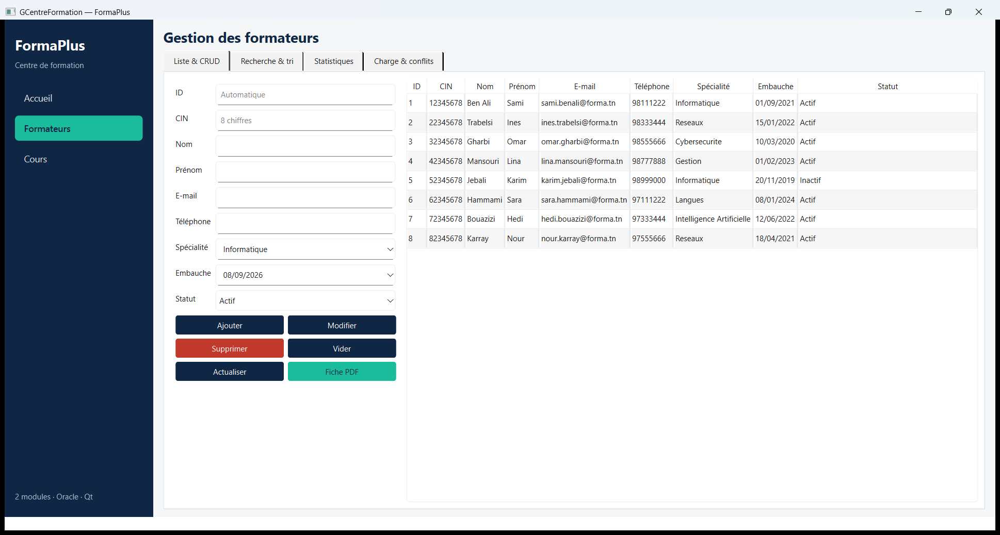 GCentreFormation — FormaPlus
FormaPlus
Centre de formation
Accueil
Formateurs
Cours
2 modules · Oracle · Qt
Gestion des formateurs
Liste & CRUD Recherche & tri Statistiques Charge & conflits
ID Automatique
CIN 8 chiffres
Nom
Prénom
E-mail
Téléphone
Spécialité Informatique
Embauche 08/09/2026
Statut Actif
Ajouter Modifier
Supprimer Vider
Actualiser Fiche PDF
ID CIN Nom Prénom E-mail Téléphone Spécialité Embauche Statut
1 12345678 Ben Ali Sami sami.benali@forma.tn 98111222 Informatique 01/09/2021 Actif
2 22345678 Trabelsi Ines ines.trabelsi@forma.tn 98333444 Reseaux 15/01/2022 Actif
3 32345678 Gharbi Omar omar.gharbi@forma.tn 98555666 Cybersecurite 10/03/2020 Actif
4 42345678 Mansouri Lina lina.mansouri@forma.tn 98777888 Gestion 01/02/2023 Actif
5 52345678 Jebali Karim karim.jebali@forma.tn 98999000 Informatique 20/11/2019 Inactif
6 62345678 Hammami Sara sara.hammami@forma.tn 97111222 Langues 08/01/2024 Actif
7 72345678 Bouazizi Hedi hedi.bouazizi@forma.tn 97333444 Intelligence Artificielle 12/06/2022 Actif
8 82345678 Karray Nour nour.karray@forma.tn 97555666 Reseaux 18/04/2021 Actif